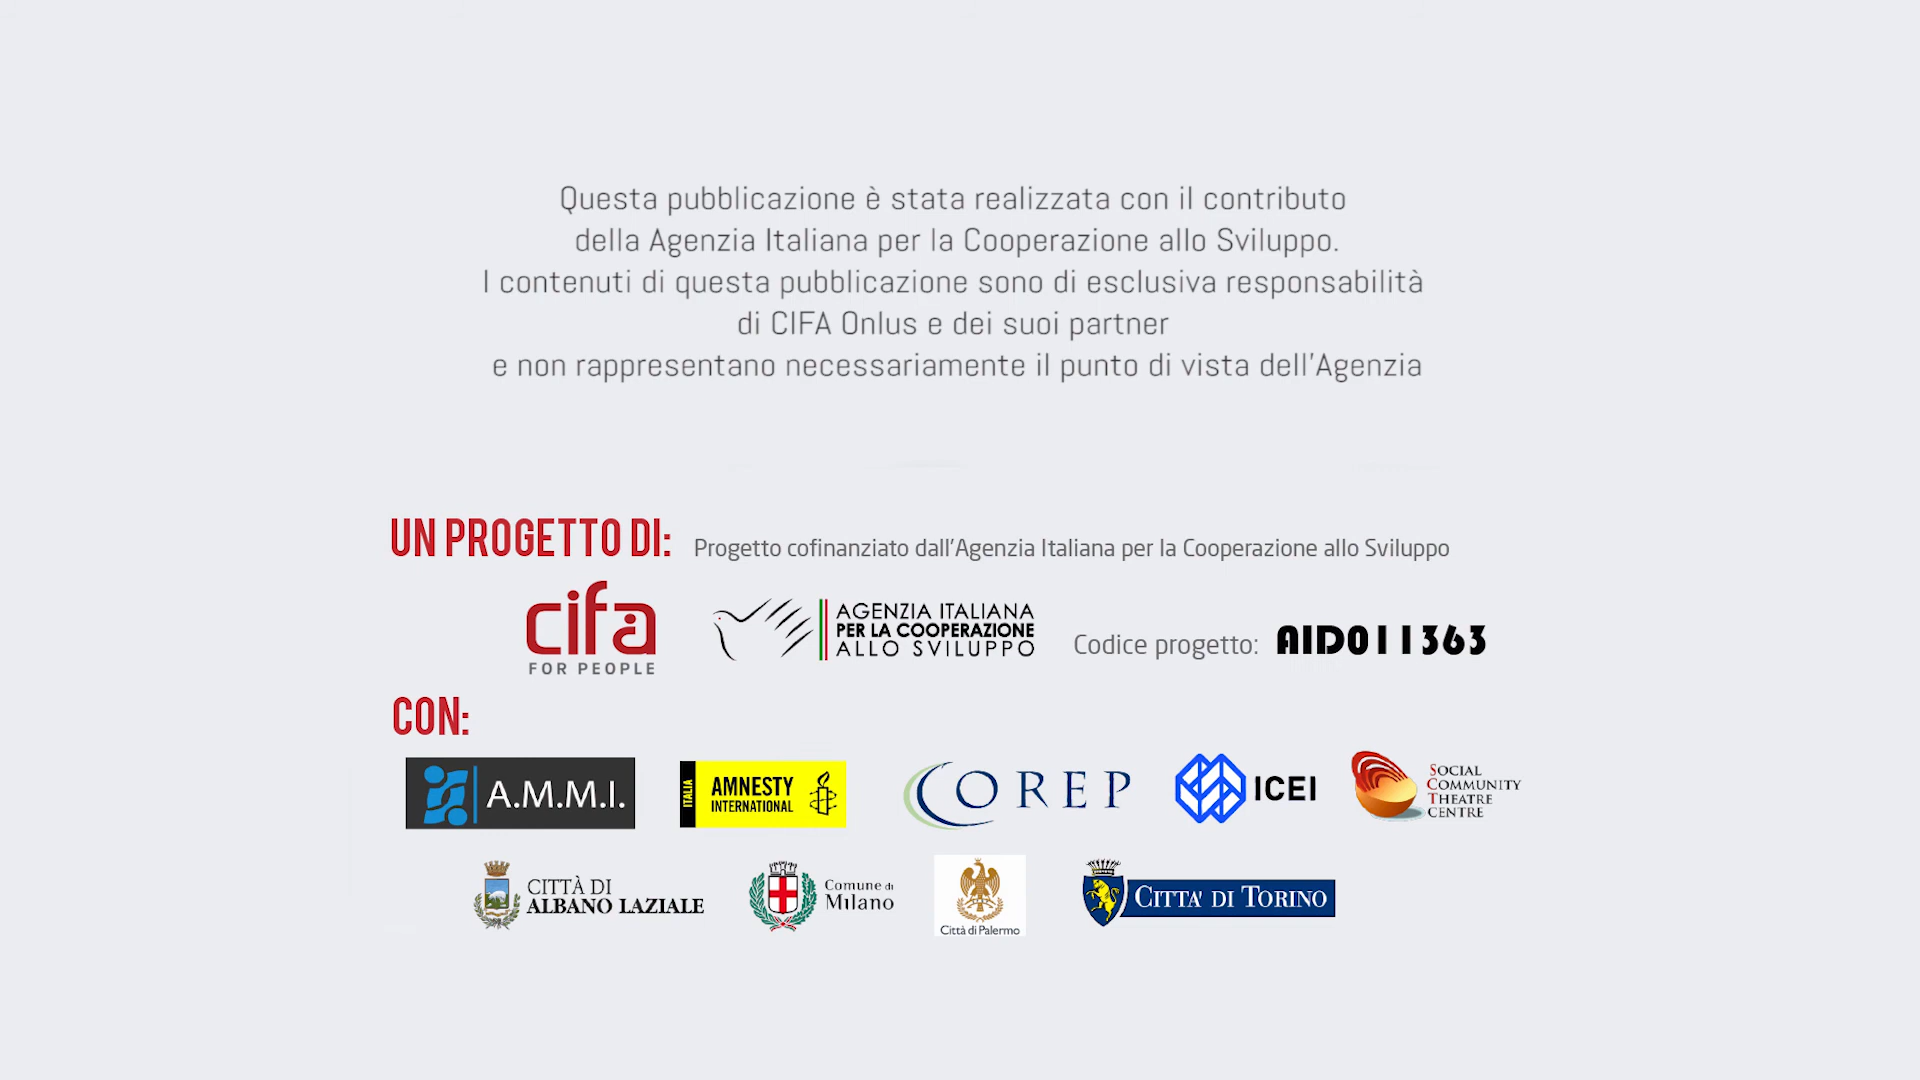 Questa pubblicazione è stata realizzata con il contributo
della Agenzia Italiana per la Cooperazione allo Sviluppo.
I contenuti di questa pubblicazione sono di esclusiva responsabilità
di CIFA Onlus e dei suoi partner
e non rappresentano necessariamente il punto di vista dell'Agenzia
UN PROGETTO DI: Progetto cofinanziato dall'Agenzia Italiana per la Cooperazione allo Sviluppo
cifa
FOR PEOPLE
AGENZIA ITALIANA
PER LA COOPERAZIONE
ALLO SVILUPPO
Codice progetto: AID011363
CON:
A.M.M.I.
ITALIA
AMNESTY
INTERNATIONAL
COREP
ICEI
SOCIAL
COMMUNITY
THEATRE
CENTRE
CITTÀ DI
ALBANO LAZIALE
Comune di
Milano
Città di Palermo
CITTA' DI TORINO